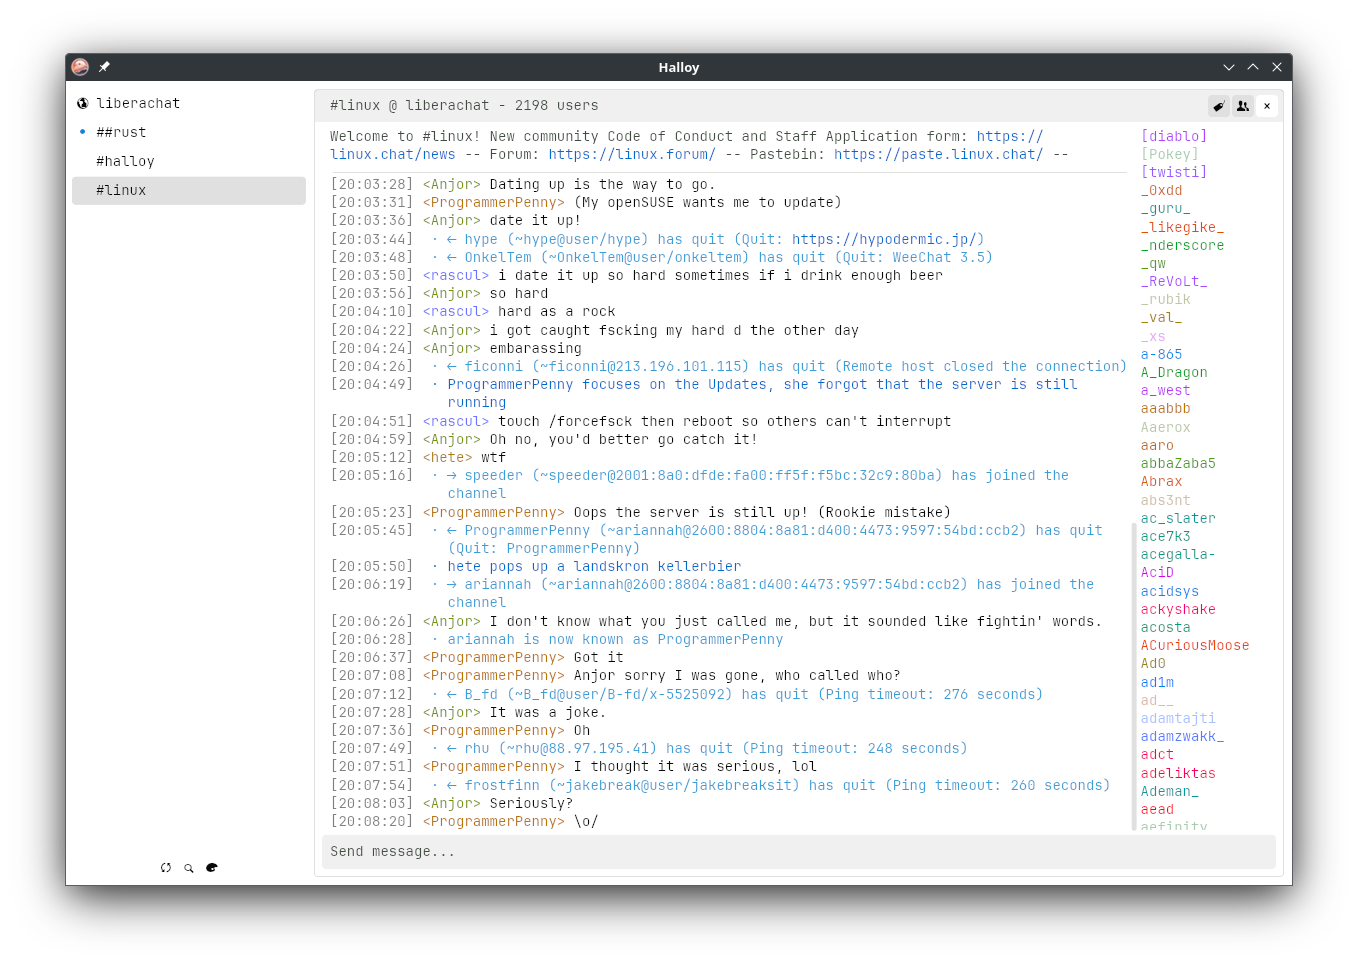 Halloy
liberachat
##rust
#halloy
#linux
#linux @ liberachat - 2198 users
Welcome to #linux! New community Code of Conduct and Staff Application form: https://
linux.chat/news -- Forum: https://linux.forum/ -- Pastebin: https://paste.linux.chat/ --
[20:03:28] <Anjor> Dating up is the way to go.
[20:03:31] <ProgrammerPenny> (My openSUSE wants me to update)
[20:03:36] <Anjor> date it up!
[20:03:44] · ← hype (~hype@user/hype) has quit (Quit: https://hypodermic.jp/)
[20:03:48] · ← OnkelTem (~OnkelTem@user/onkeltem) has quit (Quit: WeeChat 3.5)
[20:03:50] <rascul> i date it up so hard sometimes if i drink enough beer
[20:03:56] <Anjor> so hard
[20:04:10] <rascul> hard as a rock
[20:04:22] <Anjor> i got caught fscking my hard d the other day
[20:04:24] <Anjor> embarassing
[20:04:26] · ← ficonni (~ficonni@213.196.101.115) has quit (Remote host closed the connection)
[20:04:49] · ProgrammerPenny focuses on the Updates, she forgot that the server is still
running
[20:04:51] <rascul> touch /forcefsck then reboot so others can't interrupt
[20:04:59] <Anjor> Oh no, you'd better go catch it!
[20:05:12] <hete> wtf
[20:05:16] · → speeder (~speeder@2001:8a0:dfde:fa00:ff5f:f5bc:32c9:80ba) has joined the
channel
[20:05:23] <ProgrammerPenny> Oops the server is still up! (Rookie mistake)
[20:05:45] · ← ProgrammerPenny (~ariannah@2600:8804:8a81:d400:4473:9597:54bd:ccb2) has quit
(Quit: ProgrammerPenny)
[20:05:50] · hete pops up a landskron kellerbier
[20:06:19] · → ariannah (~ariannah@2600:8804:8a81:d400:4473:9597:54bd:ccb2) has joined the
channel
[20:06:26] <Anjor> I don't know what you just called me, but it sounded like fightin' words.
[20:06:28] · ariannah is now known as ProgrammerPenny
[20:06:37] <ProgrammerPenny> Got it
[20:07:08] <ProgrammerPenny> Anjor sorry I was gone, who called who?
[20:07:12] · ← B_fd (~B_fd@user/B-fd/x-5525092) has quit (Ping timeout: 276 seconds)
[20:07:28] <Anjor> It was a joke.
[20:07:36] <ProgrammerPenny> Oh
[20:07:49] · ← rhu (~rhu@88.97.195.41) has quit (Ping timeout: 248 seconds)
[20:07:51] <ProgrammerPenny> I thought it was serious, lol
[20:07:54] · ← frostfinn (~jakebreak@user/jakebreaksit) has quit (Ping timeout: 260 seconds)
[20:08:03] <Anjor> Seriously?
[20:08:20] <ProgrammerPenny> \o/
Send message...
[diablo]
[Pokey]
[twisti]
_0xdd
_guru_
_likegike_
_nderscore
_qw
_ReVoLt_
_rubik
_val_
_xs
a-865
A_Dragon
a_west
aaabbb
Aaerox
aaro
abbaZaba5
Abrax
abs3nt
ac_slater
ace7k3
acegalla-
AciD
acidsys
ackyshake
acosta
ACuriousMoose
Ad0
ad1m
ad__
adamtajti
adamzwakk_
adct
adeliktas
Ademan_
aead
aefinity